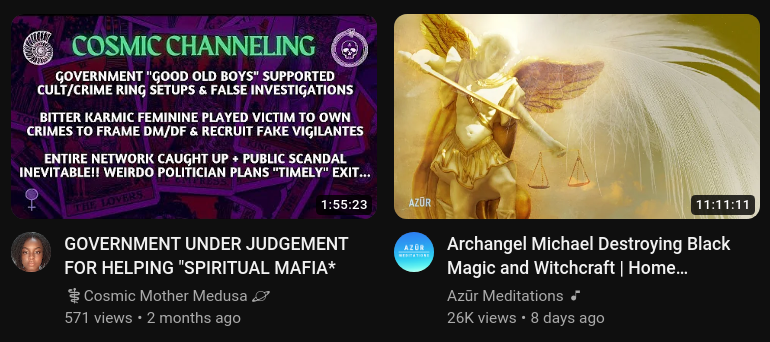 COSMIC CHANNELING
GOVERNMENT "GOOD OLD BOYS" SUPPORTED
CULT/CRIME RING SETUPS & FALSE INVESTIGATIONS
BITTER KARMIC FEMININE PLAYED VICTIM TO OWN
CRIMES TO FRAME DM/DF & RECRUIT FAKE VIGILANTES
ENTIRE NETWORK CAUGHT UP + PUBLIC SCANDAL
INEVITABLE!! WEIRDO POLITICIAN PLANS "TIMELY" EXIT...
THE LOVERS
1:55:23
GOVERNMENT UNDER JUDGEMENT
FOR HELPING "SPIRITUAL MAFIA*
⚕Cosmic Mother Medusa 🪐
571 views • 2 months ago
AZŪR
11:11:11
AZŪR
MEDITATIONS
Archangel Michael Destroying Black
Magic and Witchcraft | Home...
Azūr Meditations ♪
26K views • 8 days ago